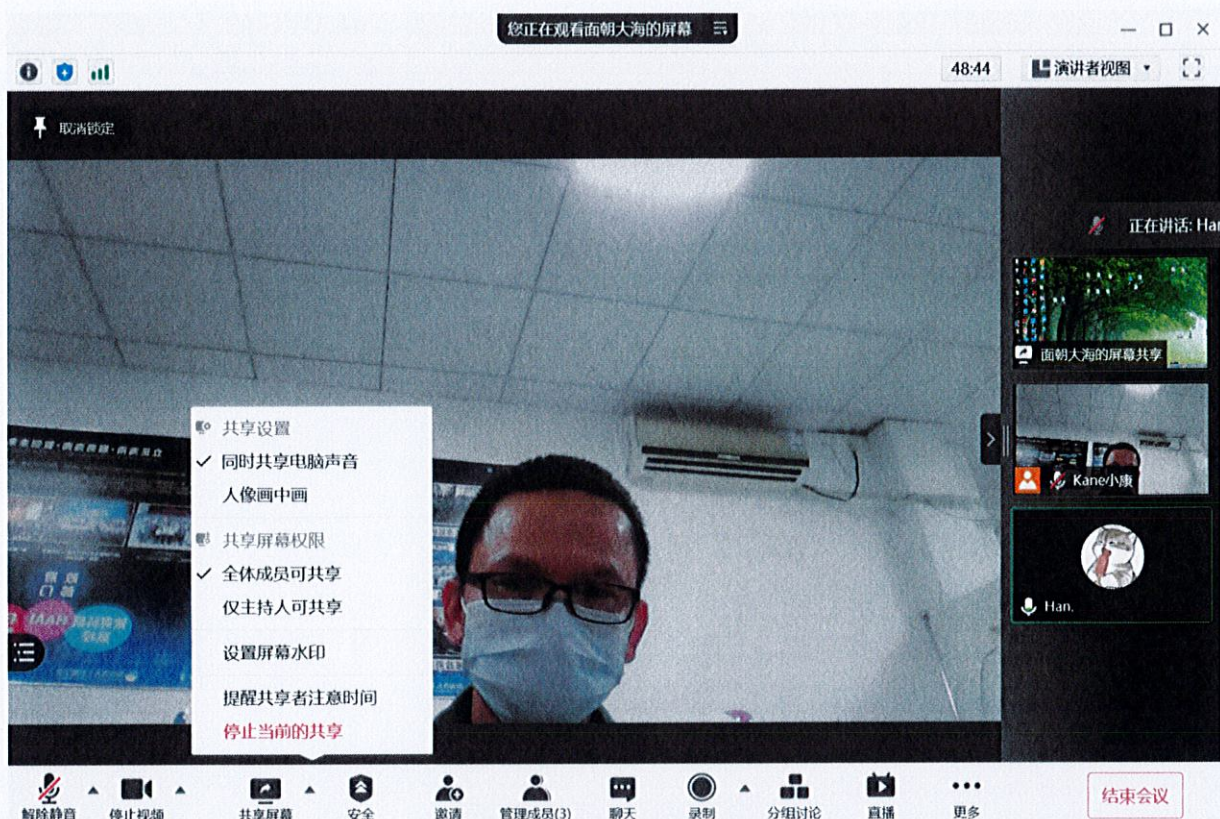 您正在观看面朝大海的屏幕
48:44
演讲者视图
取消锁定
正在讲话: Han
面朝大海的屏幕共享
Kane小康
Han.
共享设置
同时共享电脑声音
人像画中画
共享屏幕权限
全体成员可共享
仅主持人可共享
设置屏幕水印
提醒共享者注意时间
停止当前的共享
解除静音
停止视频
共享屏幕
安全
邀请
管理成员(3)
聊天
录制
分组讨论
直播
更多
结束会议